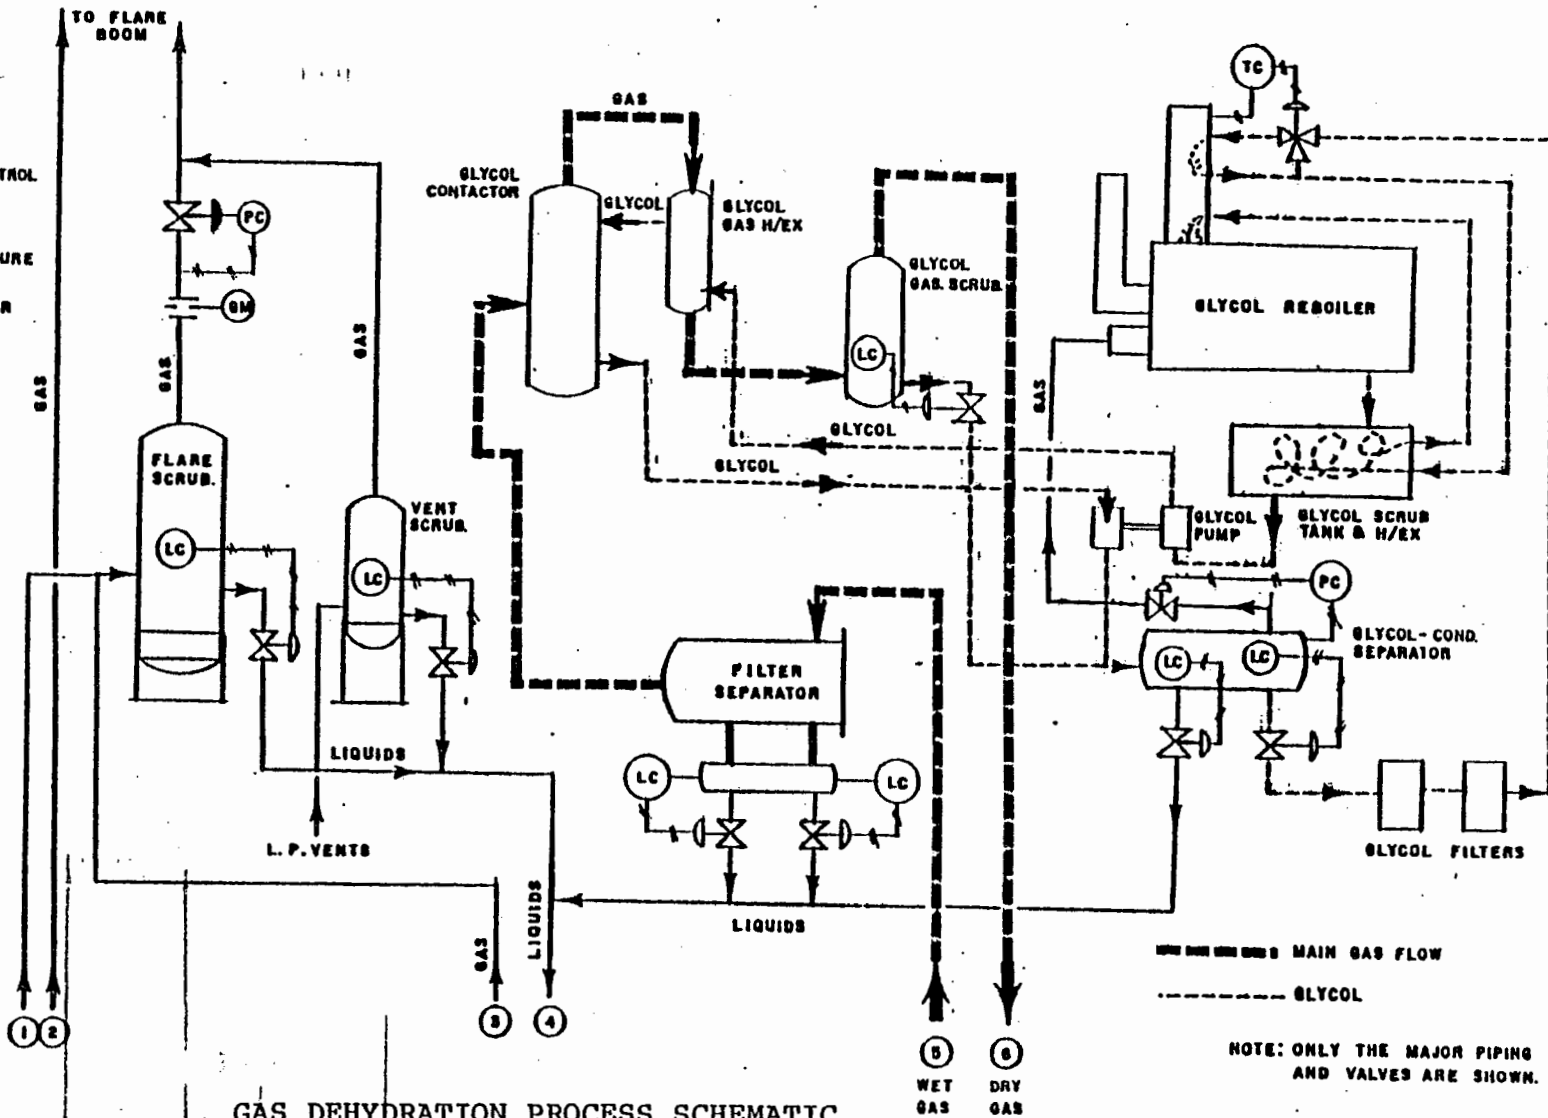 TO FLARE
BOOM
TROL
URE
R
GAS
PC
GM
GAS
GAS
FLARE
SCRUB.
LC
VENT
SCRUB.
LC
LIQUIDS
L.P. VENTS
GAS
LIQUIDS
1
2
3
4
GAS
GLYCOL
CONTACTOR
GLYCOL
GLYCOL
GAS H/EX
GLYCOL
GAS. SCRUB.
LC
GLYCOL
GLYCOL
FILTER
SEPARATOR
LC
LC
LIQUIDS
TC
GLYCOL REBOILER
GAS
GLYCOL
PUMP
GLYCOL SCRUB
TANK & H/EX
PC
GLYCOL-COND.
SEPARATOR
LC
LC
GLYCOL FILTERS
MAIN GAS FLOW
GLYCOL
NOTE: ONLY THE MAJOR PIPING
AND VALVES ARE SHOWN.
5
WET
GAS
6
DRY
GAS
GAS DEHYDRATION PROCESS SCHEMATIC